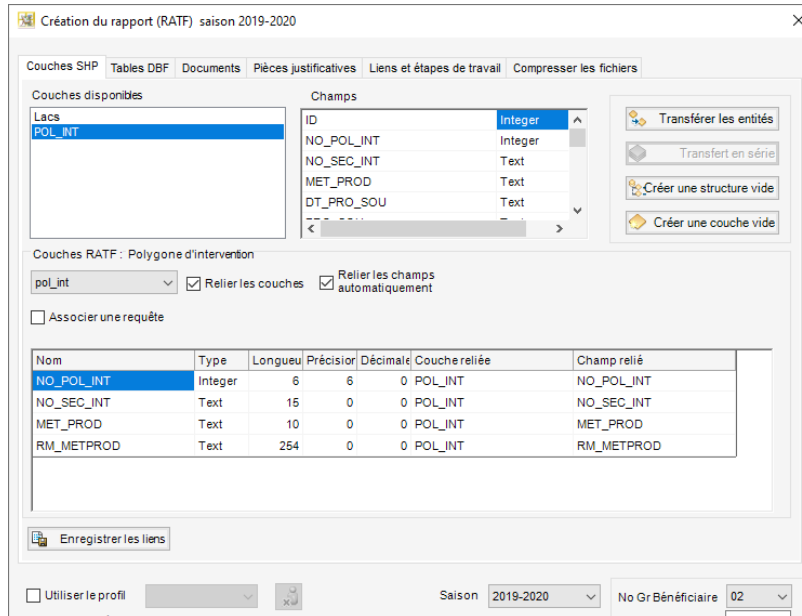 Création du rapport (RATF) saison 2019-2020
Couches SHP Tables DBF Documents Pièces justificatives Liens et étapes de travail Compresser les fichiers
Couches disponibles
Lacs
POL_INT
Champs
ID Integer
NO_POL_INT Integer
NO_SEC_INT Text
MET_PROD Text
DT_PRO_SOU Text
Transférer les entités
Transfert en série
Créer une structure vide
Créer une couche vide
Couches RATF : Polygone d'intervention
pol_int Relier les couches Relier les champs
automatiquement
Associer une requête
Nom Type Longueu Précision Décimale Couche reliée Champ relié
NO_POL_INT Integer 6 6 0 POL_INT NO_POL_INT
NO_SEC_INT Text 15 0 0 POL_INT NO_SEC_INT
MET_PROD Text 10 0 0 POL_INT MET_PROD
RM_METPROD Text 254 0 0 POL_INT RM_METPROD
Enregistrer les liens
Utiliser le profil Saison 2019-2020 No Gr Bénéficiaire 02